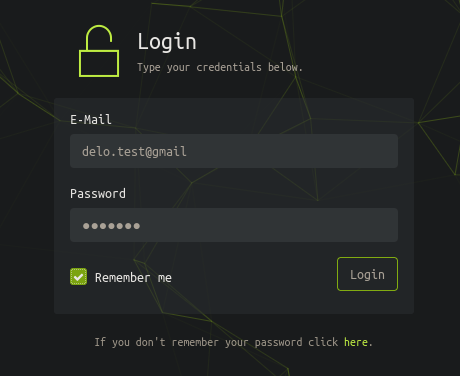 Login
Type your credentials below.
E-Mail
delo.test@gmail
Password
●●●●●●●
Remember me
Login
If you don't remember your password click here.